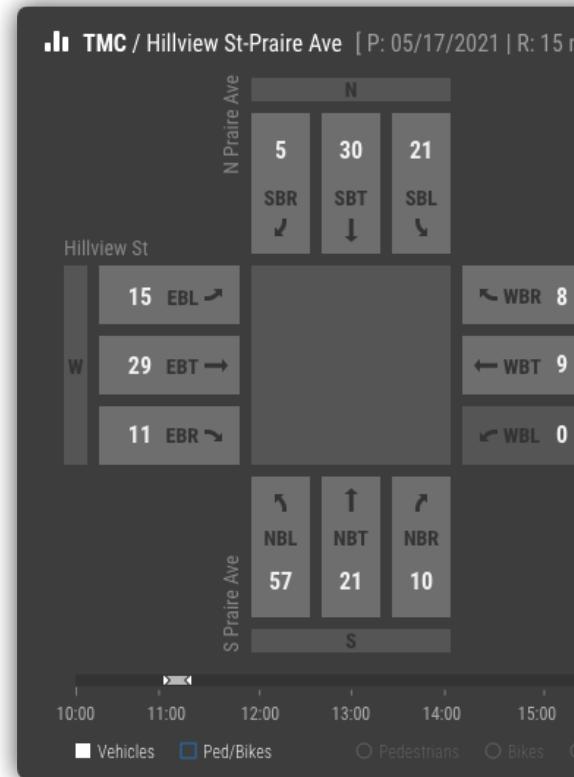 TMC / Hillview St-Praire Ave [ P: 05/17/2021 | R: 15
N Praire Ave
N
5 30 21
SBR SBT SBL
Hillview St
15 EBL
WBR 8
W
29 EBT
WBT 9
11 EBR
WBL 0
NBL NBT NBR
57 21 10
S Praire Ave
S
10:00 11:00 12:00 13:00 14:00 15:00
Vehicles Ped/Bikes Pedestrians Bikes